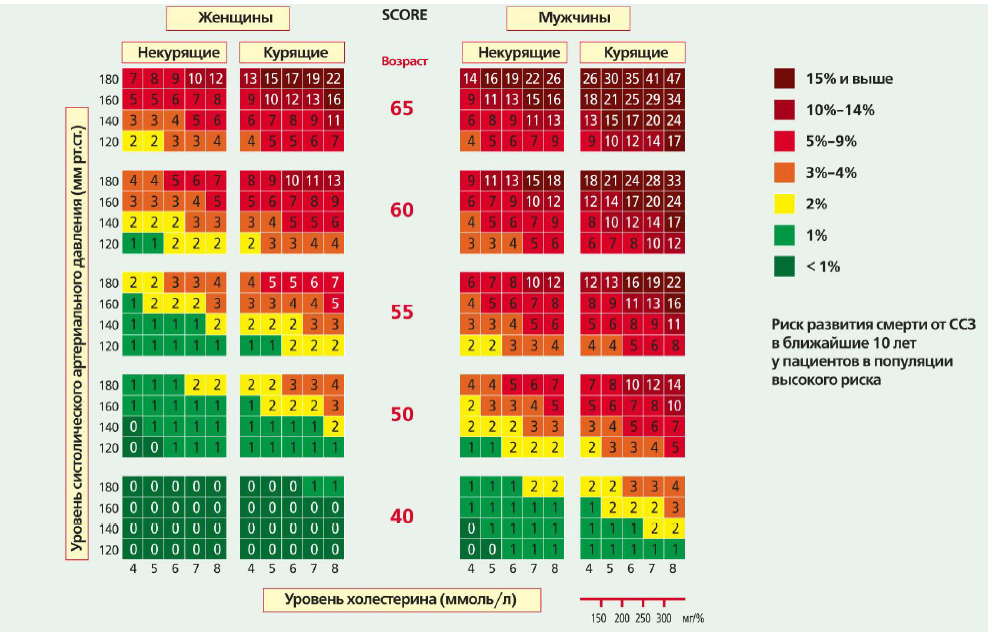 Женщины SCORE Мужчины
Некурящие Курящие Возраст Некурящие Курящие
180 7 8 9 10 12 13 15 17 19 22 14 16 19 22 26 26 30 35 41 47
160 5 5 6 7 8 9 10 12 13 16 65 9 11 13 15 16 18 21 25 29 34
140 3 3 4 5 6 6 7 8 9 11 6 8 9 11 13 13 15 17 20 24
120 2 2 3 3 4 4 5 5 6 7 4 5 6 7 9 9 10 12 14 17
180 4 4 5 6 7 8 9 10 11 13 9 11 13 15 18 18 21 24 28 33
160 3 3 3 4 5 5 6 7 8 9 60 6 7 9 10 12 12 14 17 20 24
140 2 2 2 3 3 3 4 5 5 6 4 5 6 7 9 8 10 12 14 17
120 1 1 2 2 2 2 3 3 4 4 3 3 4 5 6 6 7 8 10 12
180 2 2 3 3 4 4 5 5 6 7 6 7 8 10 12 12 13 16 19 22
160 1 2 2 2 3 3 3 4 4 5 55 4 5 6 7 8 8 9 11 13 16
140 1 1 1 1 2 2 2 2 3 3 3 3 4 5 6 5 6 8 9 11
120 1 1 1 1 1 1 1 2 2 2 2 2 3 3 4 4 4 5 6 8
180 1 1 1 2 2 2 2 3 3 4 4 4 5 6 7 7 8 10 12 14
160 1 1 1 1 1 1 2 2 2 3 50 2 3 3 4 5 5 6 7 8 10
140 0 1 1 1 1 1 1 1 1 2 2 2 2 3 3 3 4 5 6 7
120 0 0 1 1 1 1 1 1 1 1 1 1 2 2 2 2 3 3 4 5
180 0 0 0 0 0 0 0 0 1 1 1 1 1 2 2 2 2 3 3 4
160 0 0 0 0 0 0 0 0 0 0 40 1 1 1 1 1 1 2 2 2 3
140 0 0 0 0 0 0 0 0 0 0 0 1 1 1 1 1 1 1 2 2
120 0 0 0 0 0 0 0 0 0 0 0 0 1 1 1 1 1 1 1 1
4 5 6 7 8 4 5 6 7 8 4 5 6 7 8 4 5 6 7 8
Уровень холестерина (ммоль/л)
150 200 250 300 мг/%
Уровень систолического артериального давления (мм рт.ст.)
15% и выше
10%–14%
5%–9%
3%–4%
2%
1%
< 1%
Риск развития смерти от ССЗ
в ближайшие 10 лет
у пациентов в популяции
высокого риска